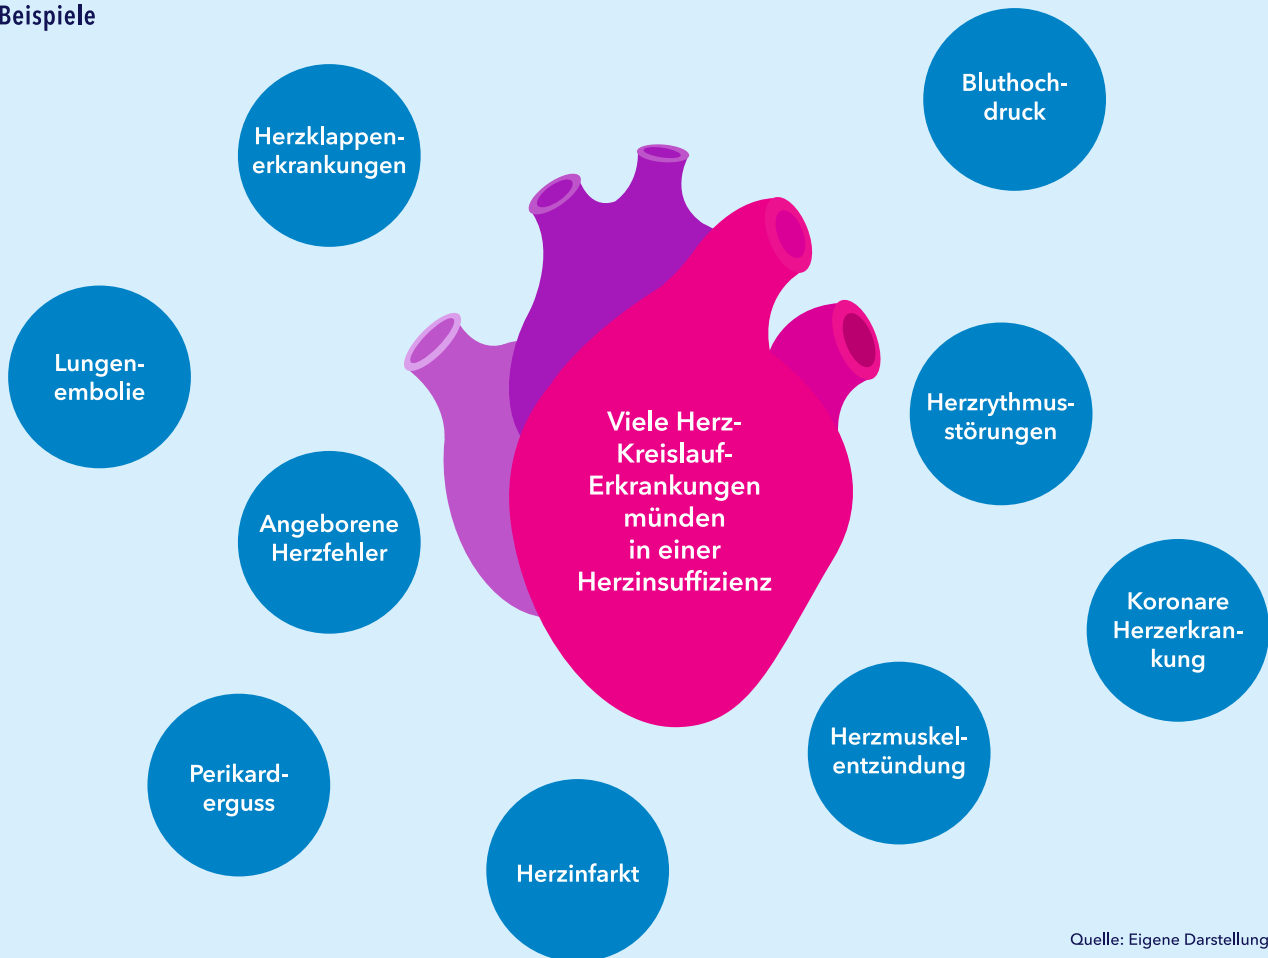 Beispiele
Bluthoch-
druck
Herzklappen-
erkrankungen
Lungen-
embolie
Herzrythmus-
störungen
Viele Herz-
Kreislauf-
Erkrankungen
münden
in einer
Herzinsuffizienz
Angeborene
Herzfehler
Koronare
Herzerkran-
kung
Herzmuskel-
entzündung
Perikard-
erguss
Herzinfarkt
Quelle: Eigene Darstellung